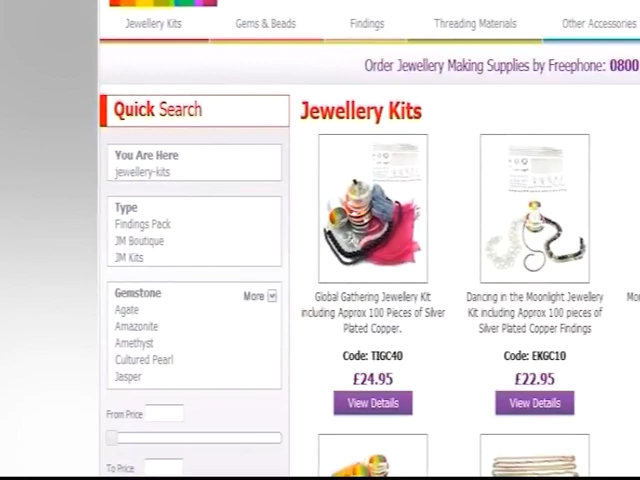 Jewellery Kits
Gems & Beads
Findings
Threading Materials
Other Accessories
Order Jewellery Making Supplies by Freephone: 0800
Quick Search
You Are Here
jewellery-kits
Type
Findings Pack
JM Boutique
JM Kits
Gemstone
More
Agate
Amazonite
Amethyst
Cultured Pearl
Jasper
From Price
To Price
Jewellery Kits
Global Gathering Jewellery Kit
including Approx 100 Pieces of Silver
Plated Copper.
Code: TIGC40
£24.95
View Details
Dancing in the Moonlight Jewellery
Kit including Approx 100 pieces of
Silver Plated Copper Findings
Code: EKGC10
£22.95
View Details